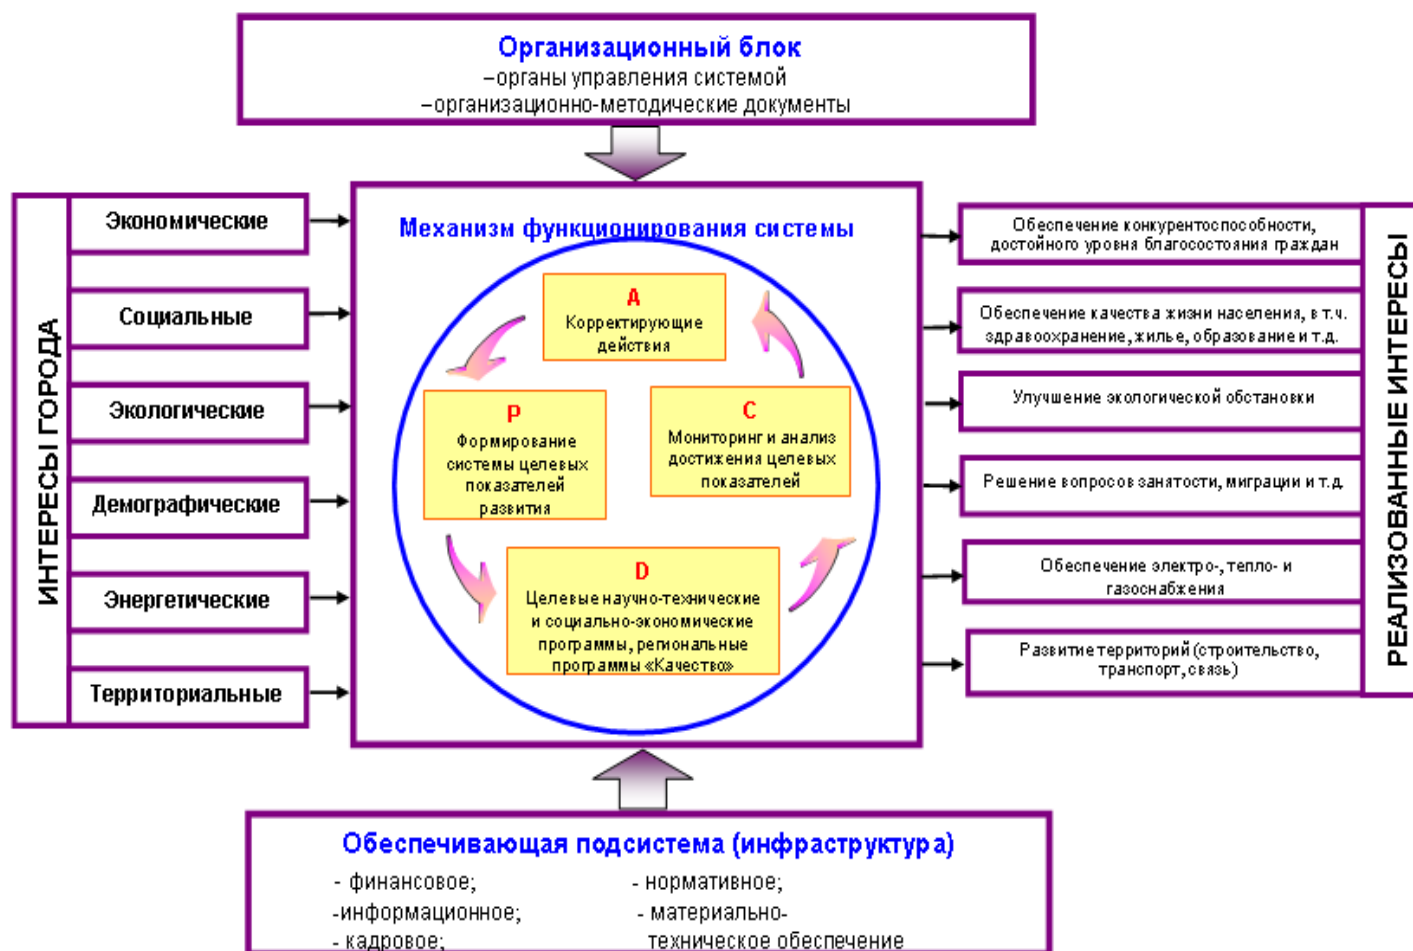 Организационный блок
–органы управления системой
–организационно-методические документы
ИНТЕРЕСЫ ГОРОДА
Экономические
Социальные
Экологические
Демографические
Энергетические
Территориальные
Механизм функционирования системы
А
Корректирующие
действия
Р
Формирование
системы целевых
показателей
развития
С
Мониторинг и анализ
достижения целевых
показателей
D
Целевые научно-технические
и социально-экономические
программы, региональные
программы «Качество»
Обеспечение конкурентоспособности,
достойного уровня благосостояния граждан
Обеспечение качества жизни населения, в т.ч.
здравоохранение, жилье, образование и т.д.
Улучшение экологической обстановки
Решение вопросов занятости, миграции и т.д.
Обеспечение электро-, тепло- и
газоснабжения
Развитие территорий (строительство,
транспорт, связь)
РЕАЛИЗОВАННЫЕ ИНТЕРЕСЫ
Обеспечивающая подсистема (инфраструктура)
- финансовое;
-информационное;
- кадровое;
- нормативное;
- материально-
техническое обеспечение